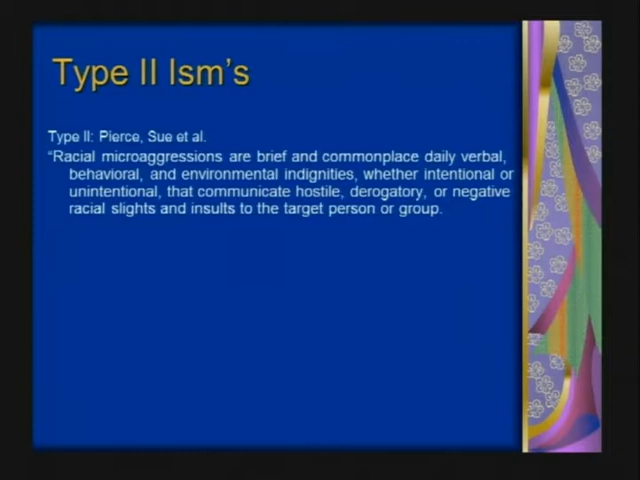 Type II Ism's
Type II: Pierce, Sue et al.
“Racial microaggressions are brief and commonplace daily verbal,
behavioral, and environmental indignities, whether intentional or
unintentional, that communicate hostile, derogatory, or negative
racial slights and insults to the target person or group.